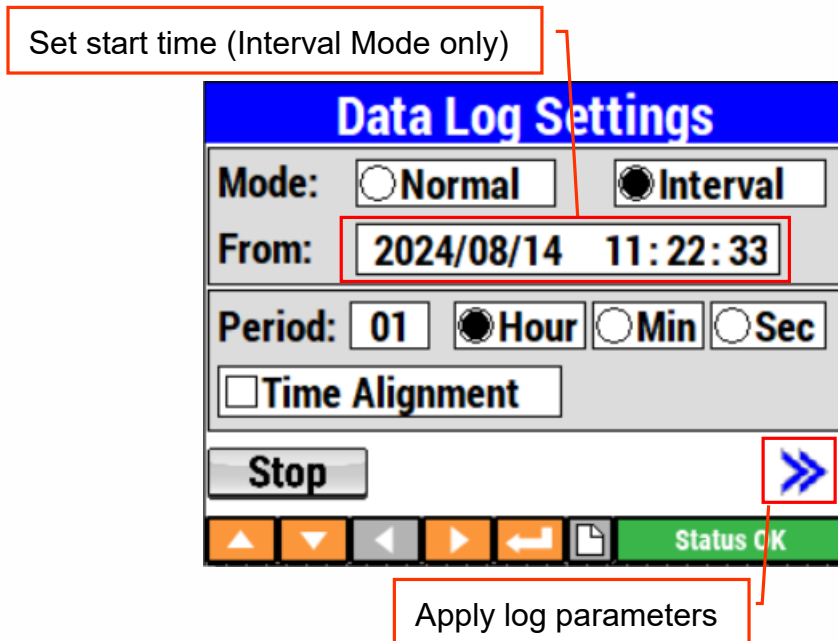 Set start time (Interval Mode only)
Data Log Settings
Mode: Normal Interval
From: 2024/08/14 11:22:33
Period: 01 Hour Min Sec
Time Alignment
Stop
Status OK
Apply log parameters